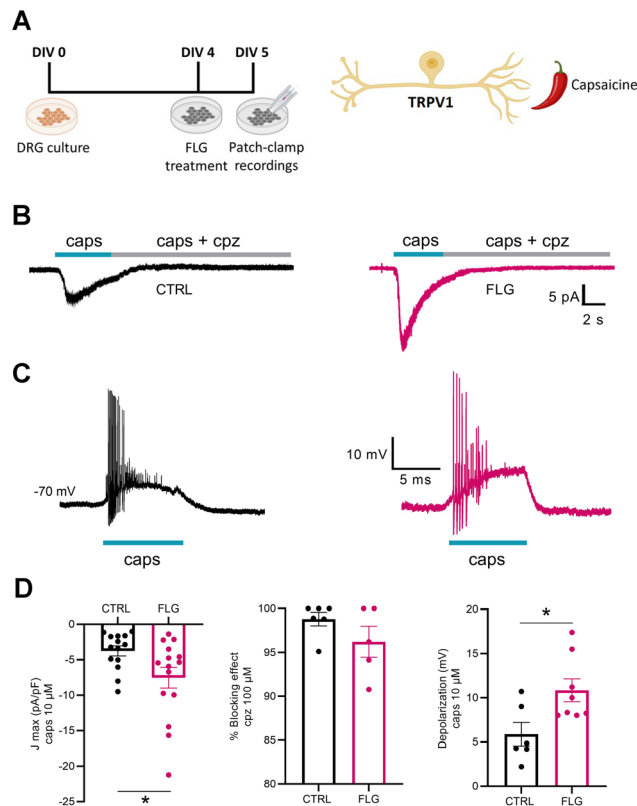 A
DIV 0
DIV 4
DIV 5
DRG culture
FLG
treatment
Patch-clamp
recordings
TRPV1
Capsaicine
B
caps
caps + cpz
CTRL
caps
caps + cpz
FLG
5 pA
2 s
C
-70 mV
caps
10 mV
5 ms
caps
D
CTRL
FLG
0
-5
-10
-15
-20
-25
J max (pA/pF)
caps 10 µM
*
100
95
90
85
80
% Blocking effect
cpz 100 µM
CTRL
FLG
20
15
10
5
0
Depolarization (mV)
caps 10 µM
*
CTRL
FLG